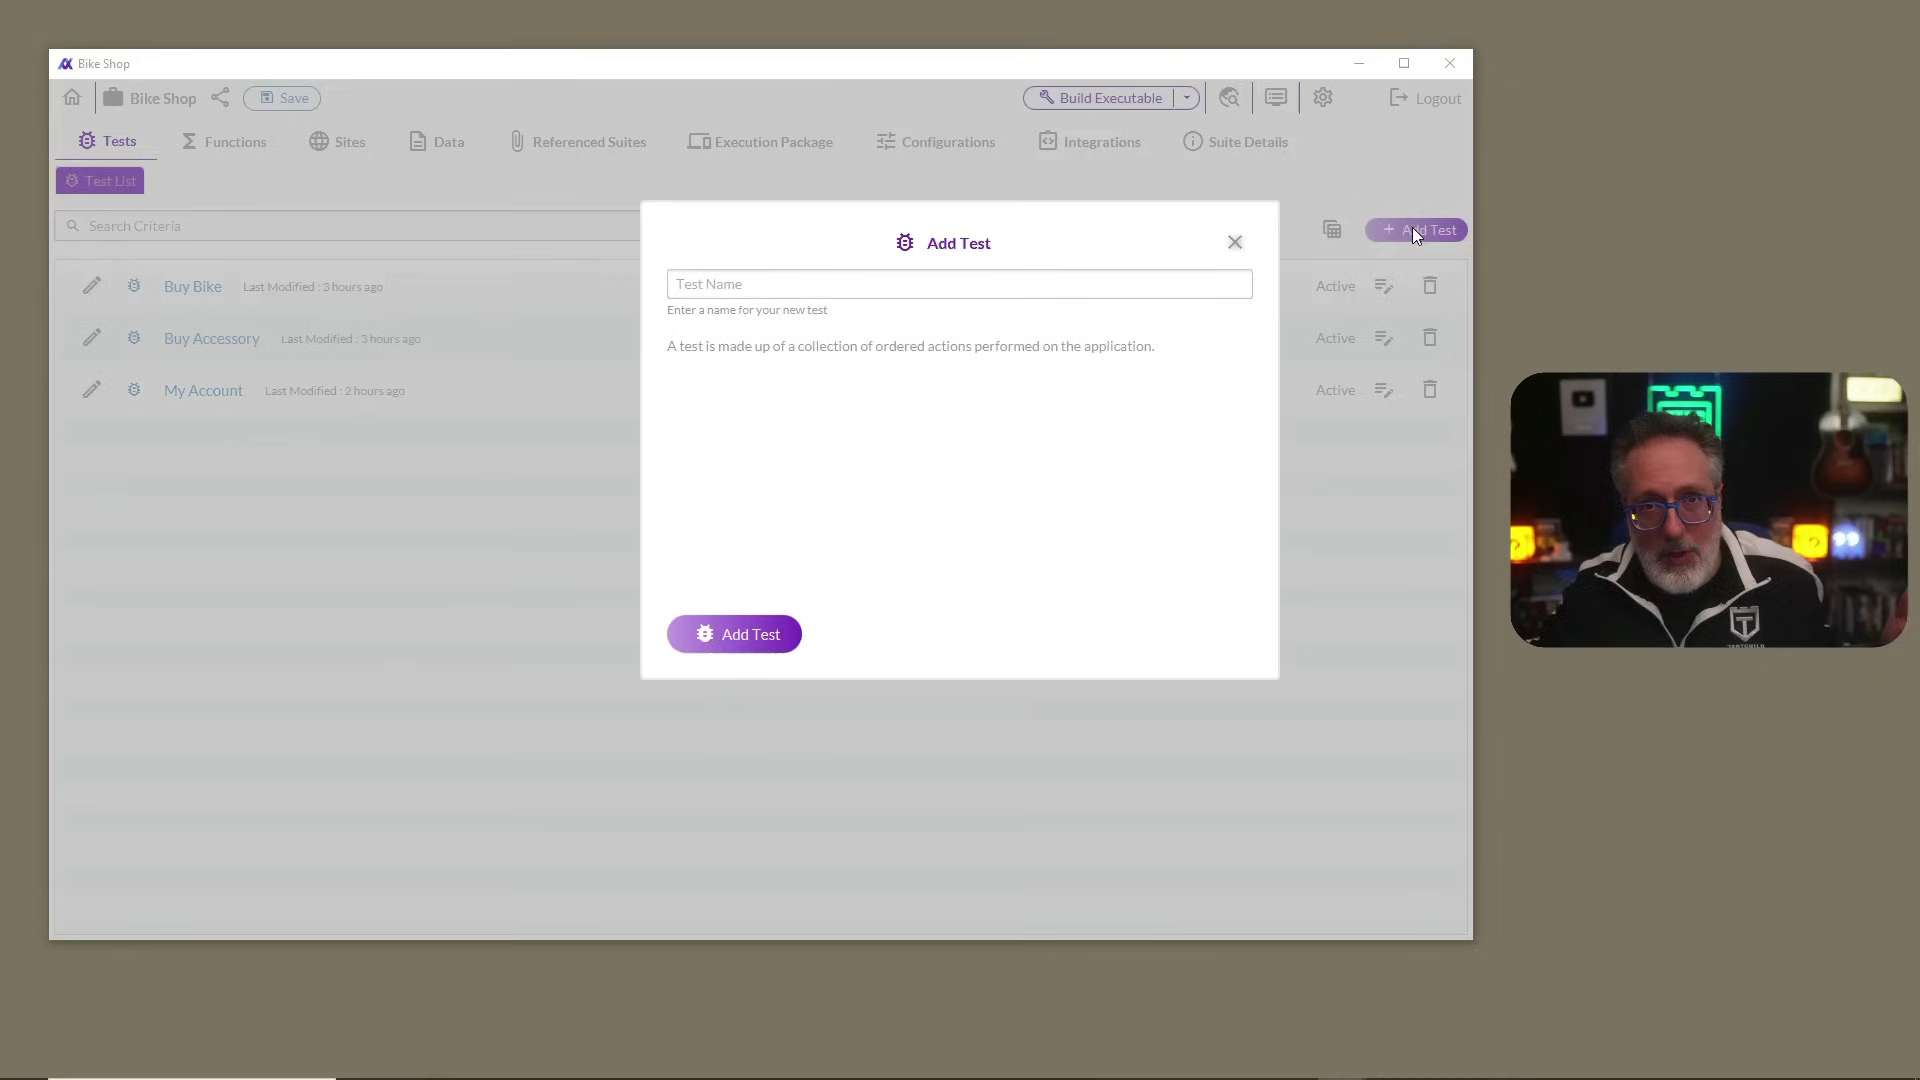 Bike Shop
Bike Shop Save Build Executable Logout
Tests Functions Sites Data Referenced Suites Execution Package Configurations Integrations Suite Details
Test List
Search Criteria
+ Add Test
Add Test
Test Name
Enter a name for your new test
A test is made up of a collection of ordered actions performed on the application.
Add Test
Buy Bike Last Modified : 3 hours ago Active
Buy Accessory Last Modified : 3 hours ago Active
My Account Last Modified : 2 hours ago Active
TESTGUILD